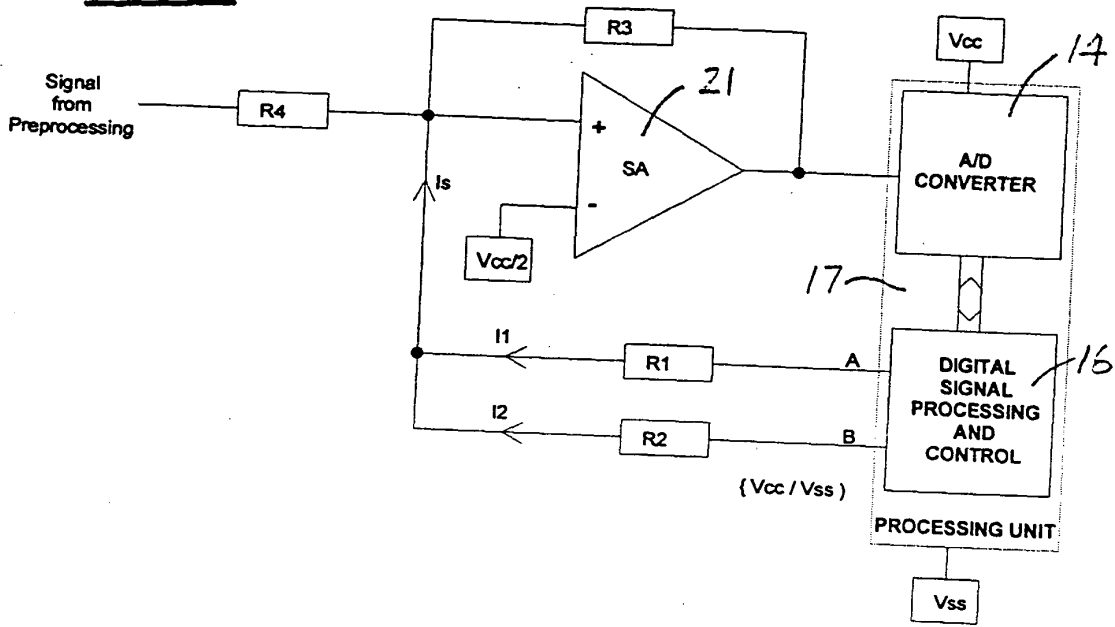 R3
Vcc
14
Signal
from
Preprocessing
R4
21
+
SA
-
A/D
CONVERTER
Is
Vcc/2
17
I1
R1
A
I2
R2
B
DIGITAL
SIGNAL
PROCESSING
AND
CONTROL
16
( Vcc / Vss )
PROCESSING UNIT
Vss